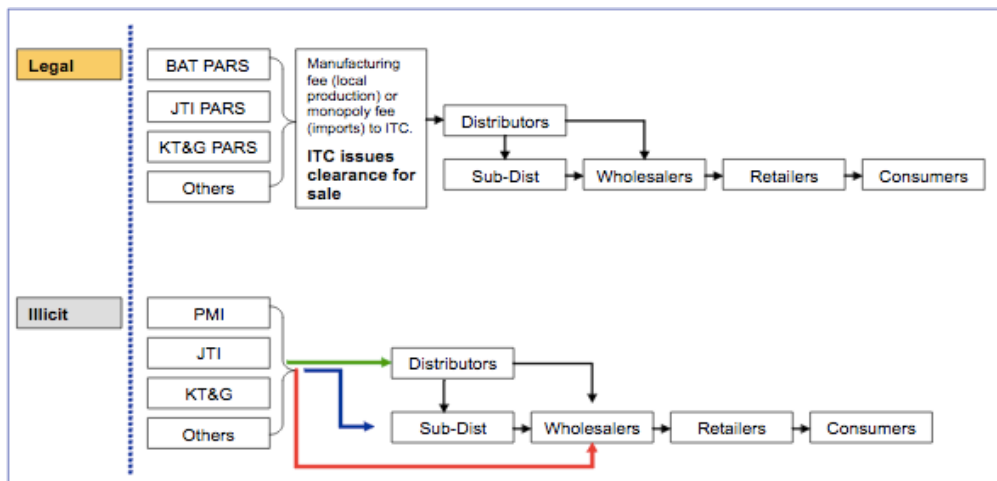 Legal
BAT PARS
JTI PARS
KT&G PARS
Others
Manufacturing
fee (local
production) or
monopoly fee
(imports) to ITC.
ITC issues
clearance for
sale
Distributors
Sub-Dist
Wholesalers
Retailers
Consumers
Illicit
PMI
JTI
KT&G
Others
Distributors
Sub-Dist
Wholesalers
Retailers
Consumers